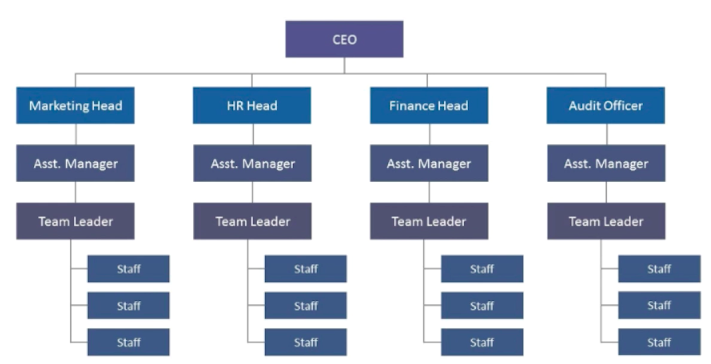 CEO
Marketing Head
HR Head
Finance Head
Audit Officer
Asst. Manager
Asst. Manager
Asst. Manager
Asst. Manager
Team Leader
Team Leader
Team Leader
Team Leader
Staff
Staff
Staff
Staff
Staff
Staff
Staff
Staff
Staff
Staff
Staff
Staff